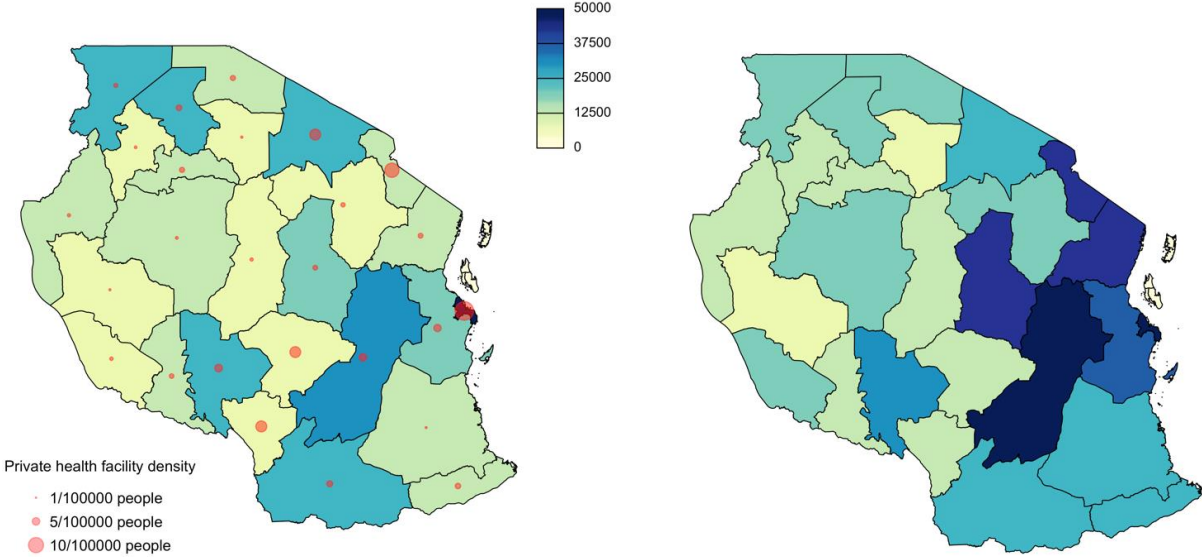 50000
37500
25000
12500
0
Private health facility density
1/100000 people
5/100000 people
10/100000 people